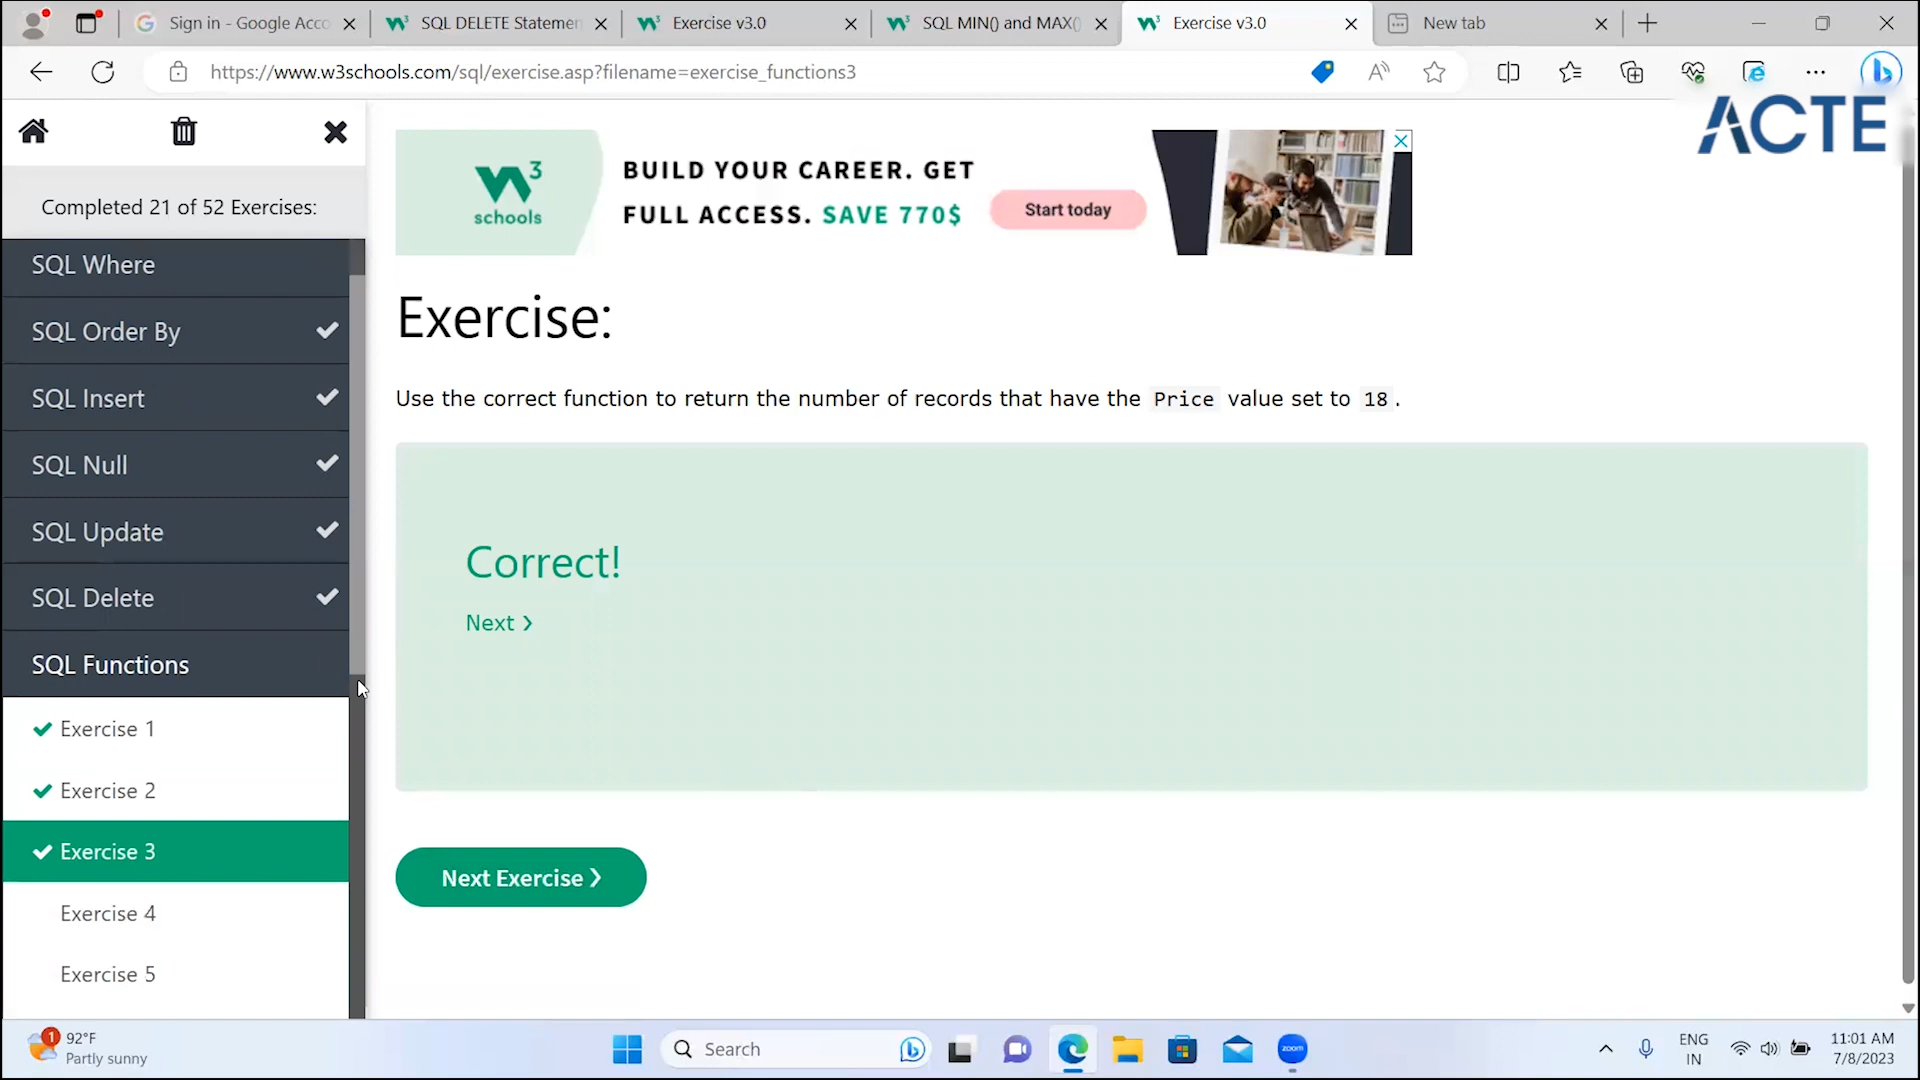 Sign in - Google Acco
SQL DELETE Statemen
Exercise v3.0
SQL MIN() and MAX()
Exercise v3.0
New tab
https://www.w3schools.com/sql/exercise.asp?filename=exercise_functions3
ACTE
Completed 21 of 52 Exercises:
SQL Where
SQL Order By
SQL Insert
SQL Null
SQL Update
SQL Delete
SQL Functions
Exercise 1
Exercise 2
Exercise 3
Exercise 4
Exercise 5
W3
schools
BUILD YOUR CAREER. GET
FULL ACCESS. SAVE 770$
Start today
Exercise:
Use the correct function to return the number of records that have the Price value set to 18.
Correct!
Next ❯
Next Exercise ❯
1
92°F
Partly sunny
Search
zoom
ENG
IN
11:01 AM
7/8/2023